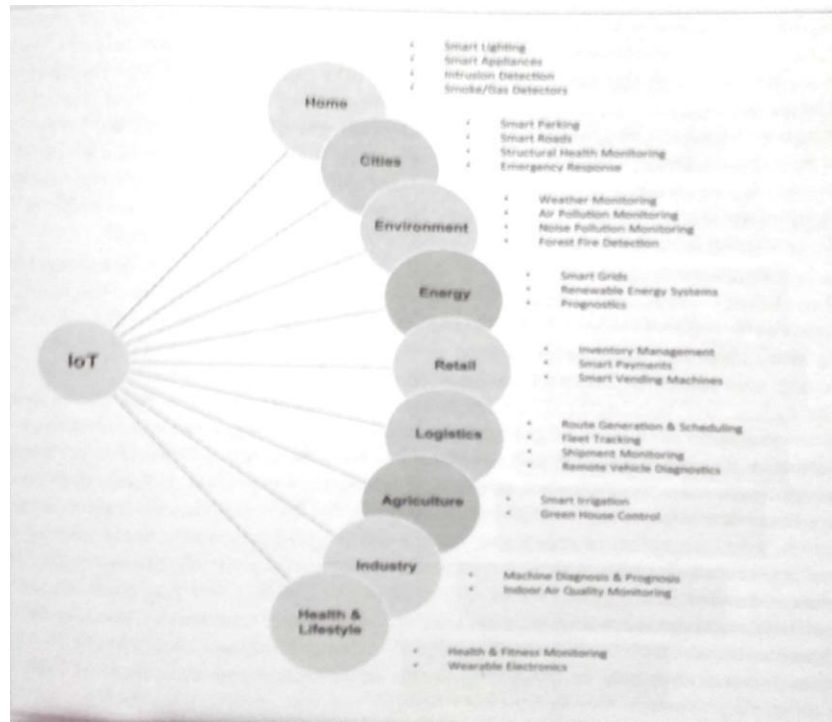 Smart Lighting
Smart Appliances
Intrusion Detection
Smoke/Gas Detectors
Home
Smart Parking
Smart Roads
Structural Health Monitoring
Emergency Response
Cities
Weather Monitoring
Air Pollution Monitoring
Noise Pollution Monitoring
Forest Fire Detection
Environment
Smart Grids
Renewable Energy Systems
Prognostics
Energy
IoT
Inventory Management
Smart Payments
Smart Vending Machines
Retail
Route Generation & Scheduling
Fleet Tracking
Shipment Monitoring
Remote Vehicle Diagnostics
Logistics
Smart Irrigation
Green House Control
Agriculture
Machine Diagnosis & Prognosis
Indoor Air Quality Monitoring
Industry
Health &
Lifestyle
Health & Fitness Monitoring
Wearable Electronics